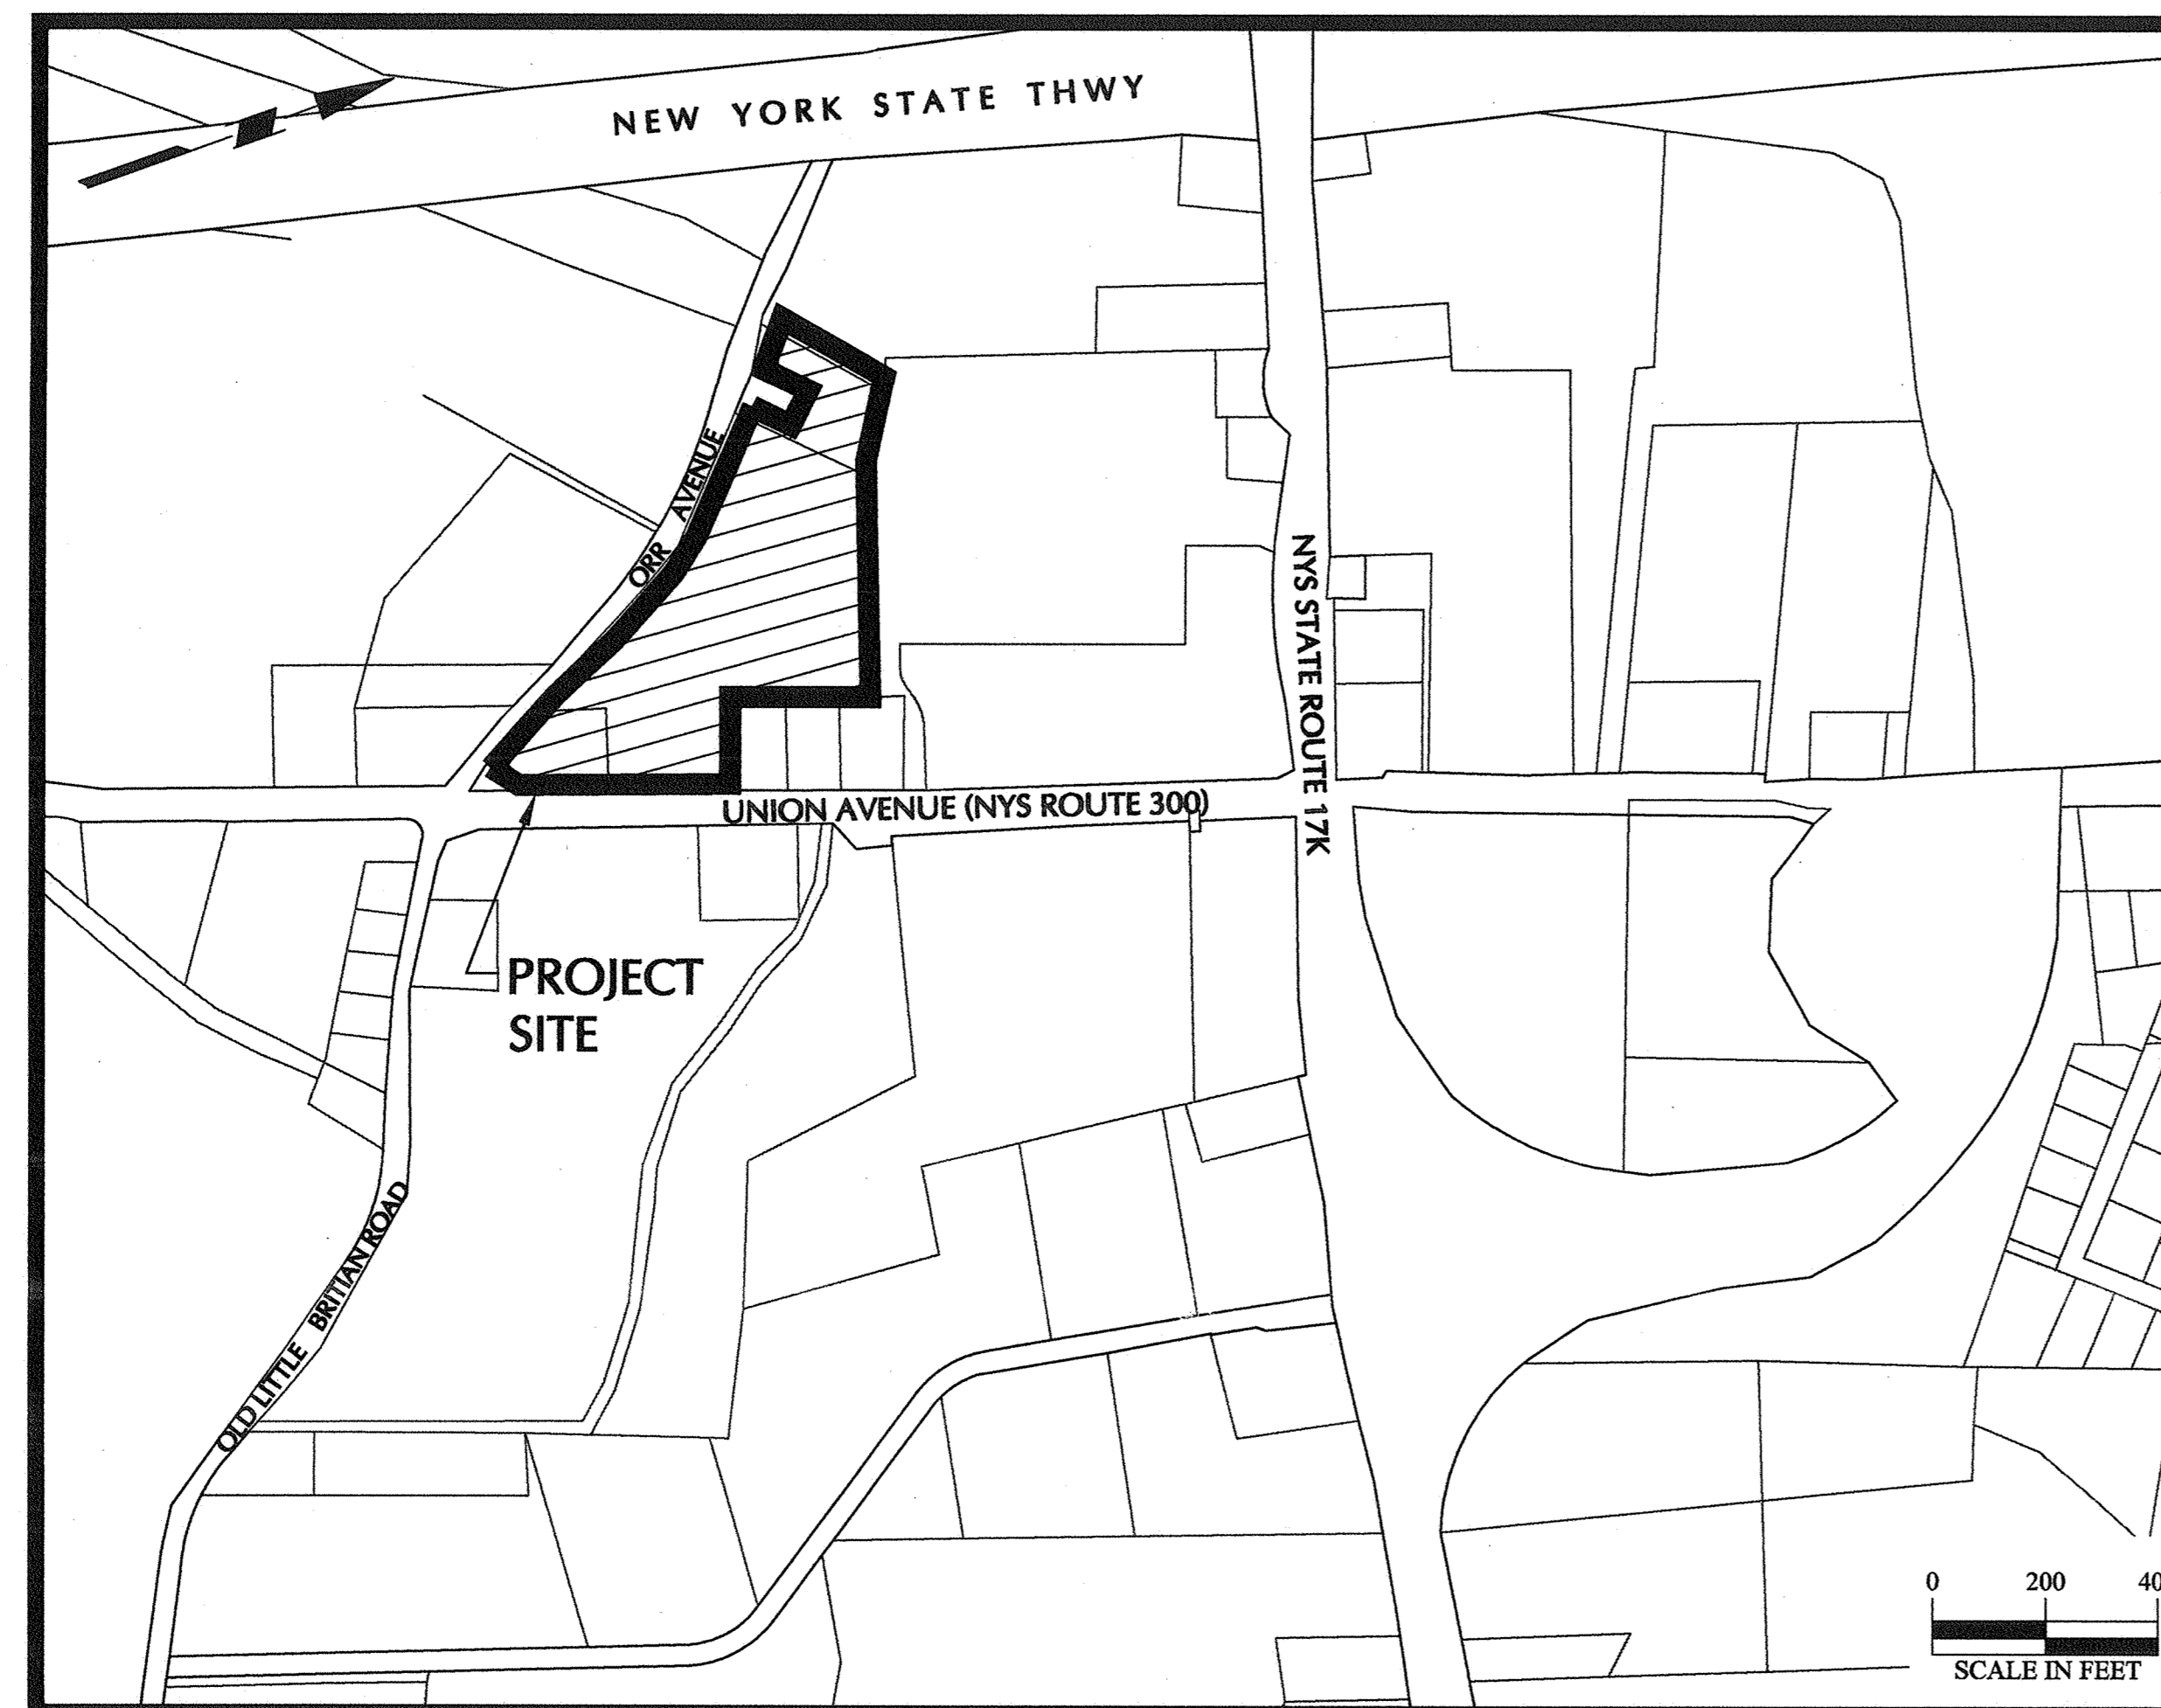 NEW YORK STATE THWY
ORR AVENUE
NYS STATE ROUTE 17K
UNION AVENUE (NYS ROUTE 300)
PROJECT
SITE
OLD LITTLE BRITIAN ROAD
0 200 40
SCALE IN FEET